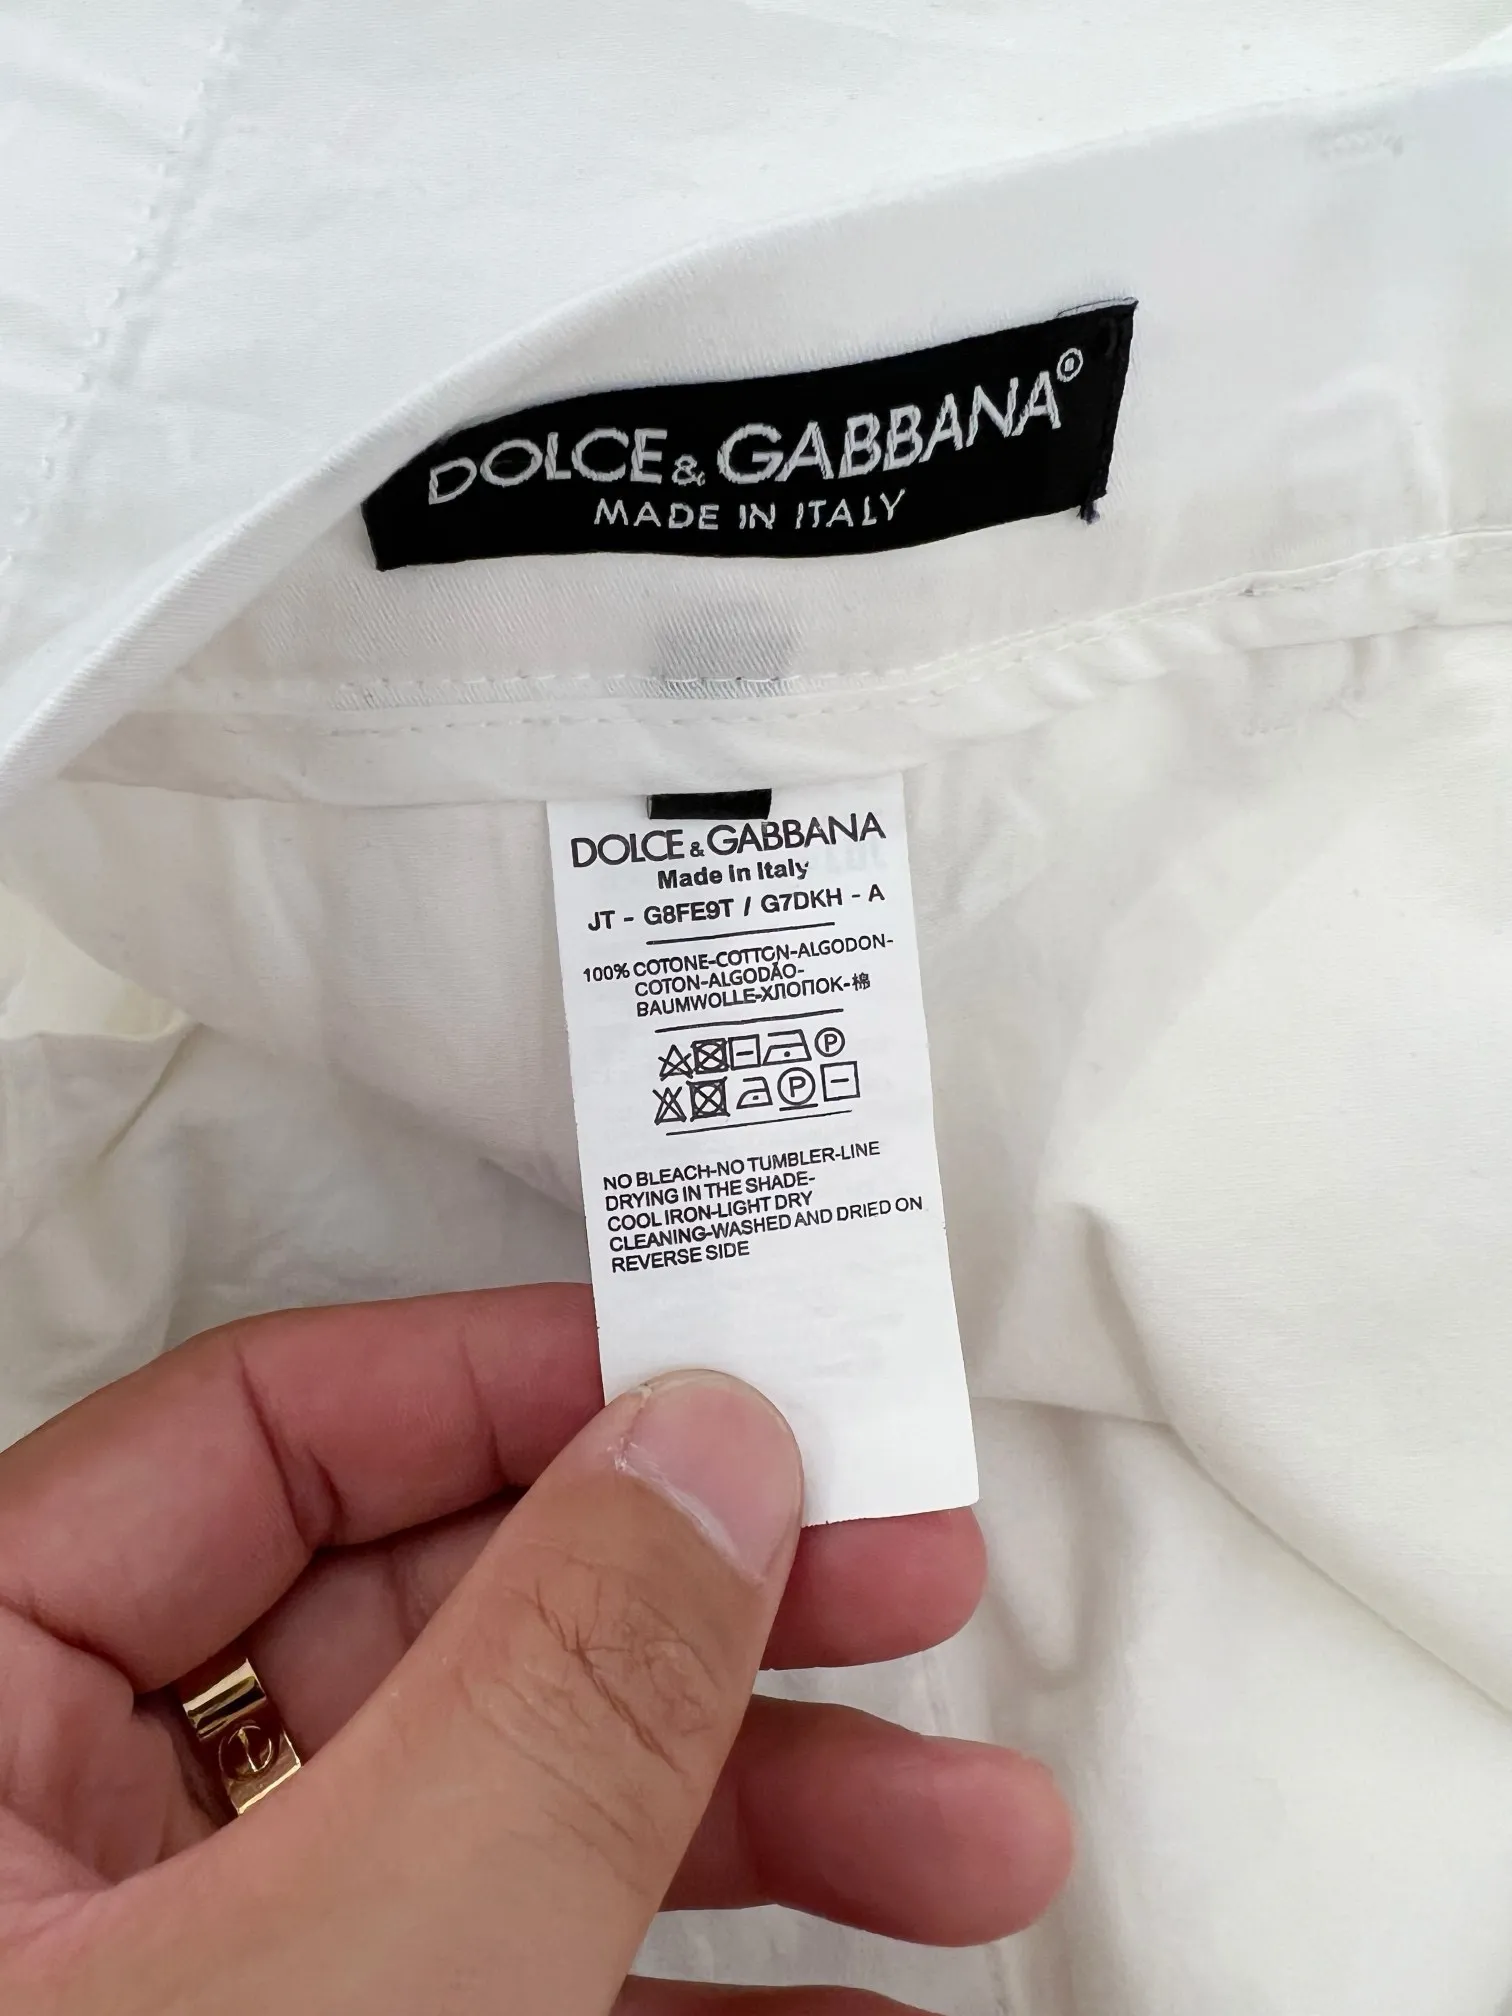 DOLCE & GABBANA®
MADE IN ITALY
DOLCE & GABBANA
Made in Italy
JT - G8FE9T / G7DKH - A
100% COTONE-COTTON-ALGODON-
COTON-ALGODÃO-
BAUMWOLLE-ХЛОПОК-棉
P
P
NO BLEACH-NO TUMBLER-LINE
DRYING IN THE SHADE-
COOL IRON-LIGHT DRY
CLEANING-WASHED AND DRIED ON
REVERSE SIDE